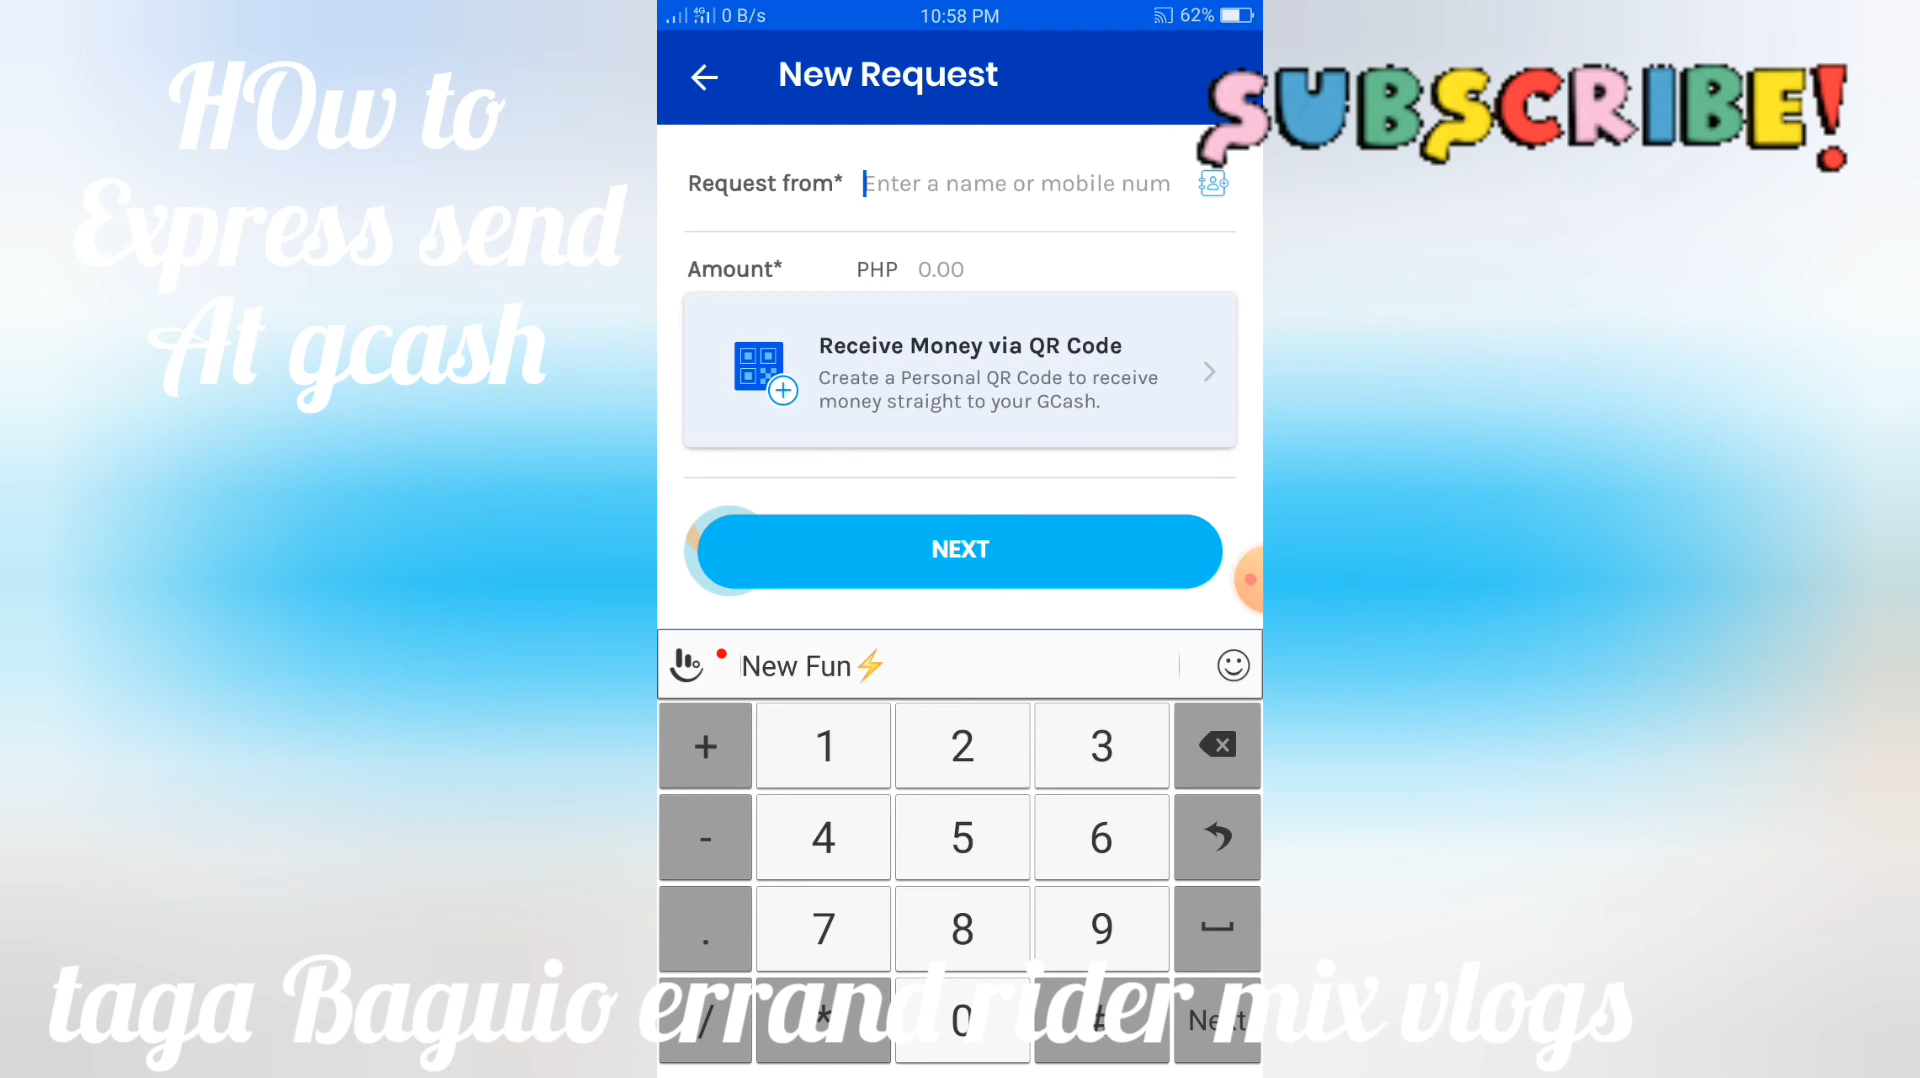 0 B/s 10:58 PM 62%
New Request
SUBSCRIBE!
HOw to
Express send
At gcash
Request from* Enter a name or mobile num
Amount* PHP 0.00
Receive Money via QR Code
Create a Personal QR Code to receive
money straight to your GCash.
NEXT
New Fun⚡
+ 1 2 3
- 4 5 6
. 7 8 9
/ * 0 # Next
taga Baguio errand rider mix vlogs